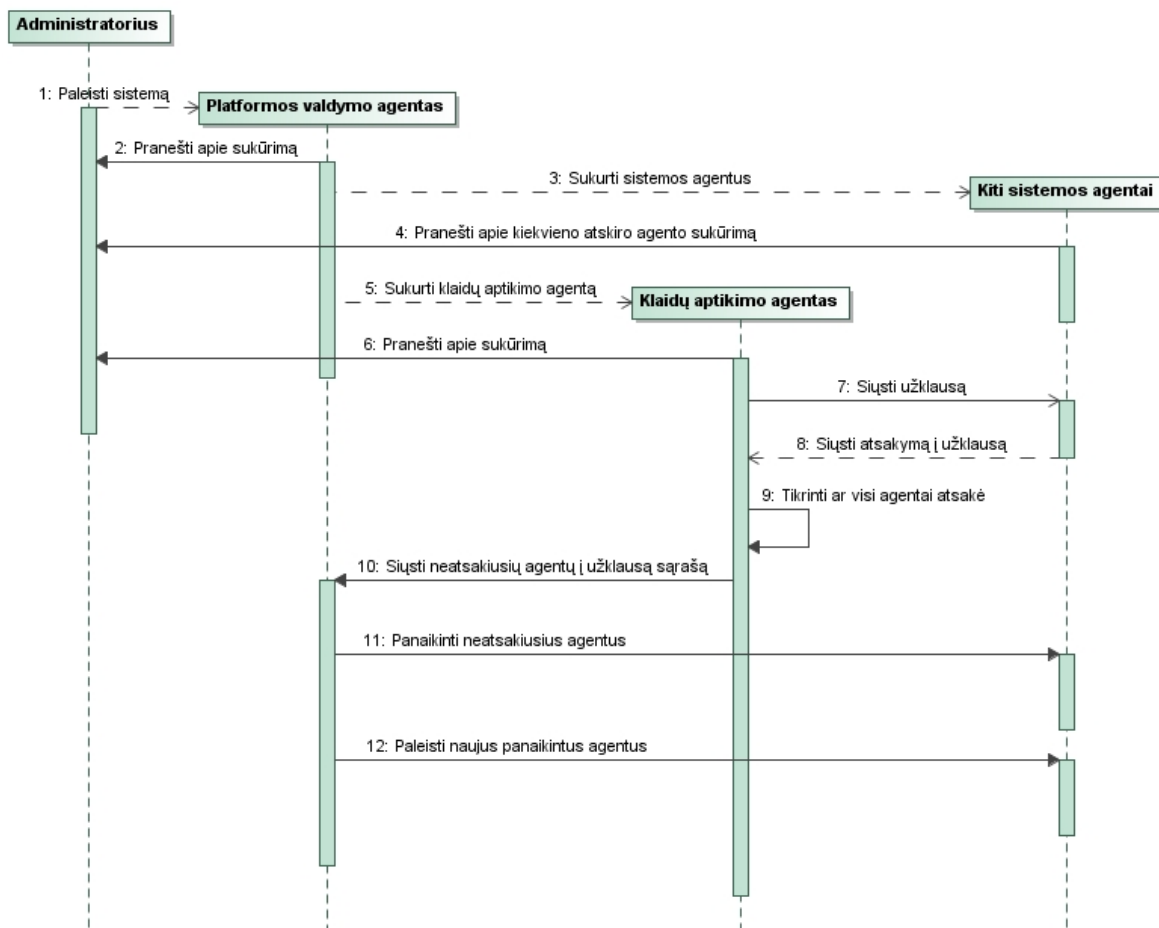 Administratorius
1: Paleisti sistemą
Platformos valdymo agentas
2: Pranešti apie sukūrimą
3: Sukurti sistemos agentus
Kiti sistemos agentai
4: Pranešti apie kiekvieno atskiro agento sukūrimą
5: Sukurti klaidų aptikimo agentą
Klaidų aptikimo agentas
6: Pranešti apie sukūrimą
7: Siųsti užklausą
8: Siųsti atsakymą į užklausą
9: Tikrinti ar visi agentai atsakė
10: Siųsti neatsakiusių agentų į užklausą sąrašą
11: Panaikinti neatsakiusius agentus
12: Paleisti naujus panaikintus agentus